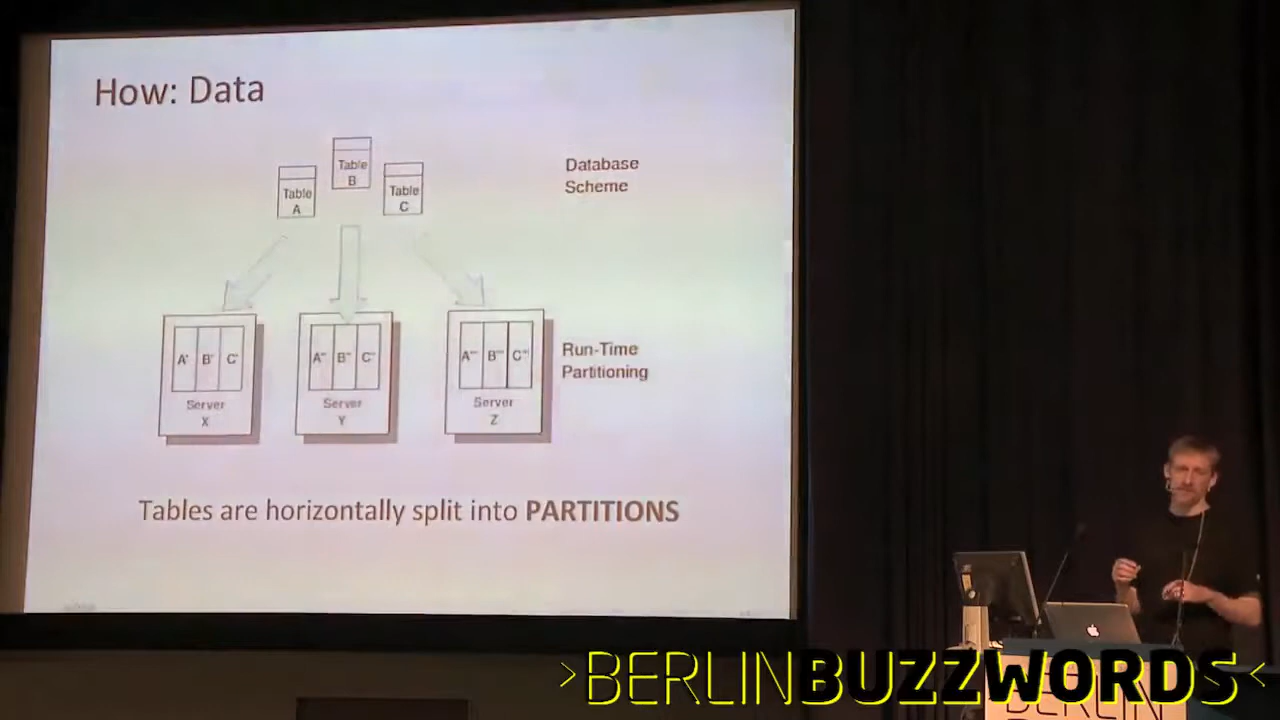 How: Data
Table
A
Table
B
Table
C
Database
Scheme
A'
B'
C'
Server
X
A''
B''
C''
Server
Y
A'''
B'''
C'''
Server
Z
Run-Time
Partitioning
Tables are horizontally split into PARTITIONS
>BERLINBUZZWORDS<
BERLIN